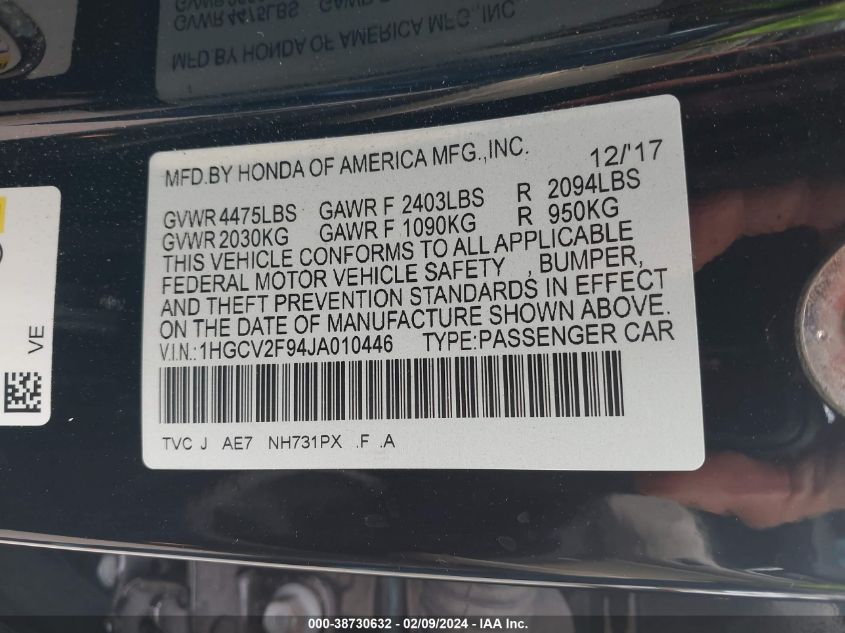 GVWR 4475LBS GAWR F
MFD.BY HONDA OF AMERICA MFG.,INC
MFD.BY HONDA OF AMERICA MFG.,INC. 12/'17
GVWR 4475LBS GAWR F 2403LBS R 2094LBS
GVWR 2030KG GAWR F 1090KG R 950KG
THIS VEHICLE CONFORMS TO ALL APPLICABLE
FEDERAL MOTOR VEHICLE SAFETY , BUMPER,
AND THEFT PREVENTION STANDARDS IN EFFECT
ON THE DATE OF MANUFACTURE SHOWN ABOVE.
V.I.N.:1HGCV2F94JA010446 TYPE:PASSENGER CAR
TVC J AE7 NH731PX .F .A
VE
000-38730632 - 02/09/2024 - IAA Inc.